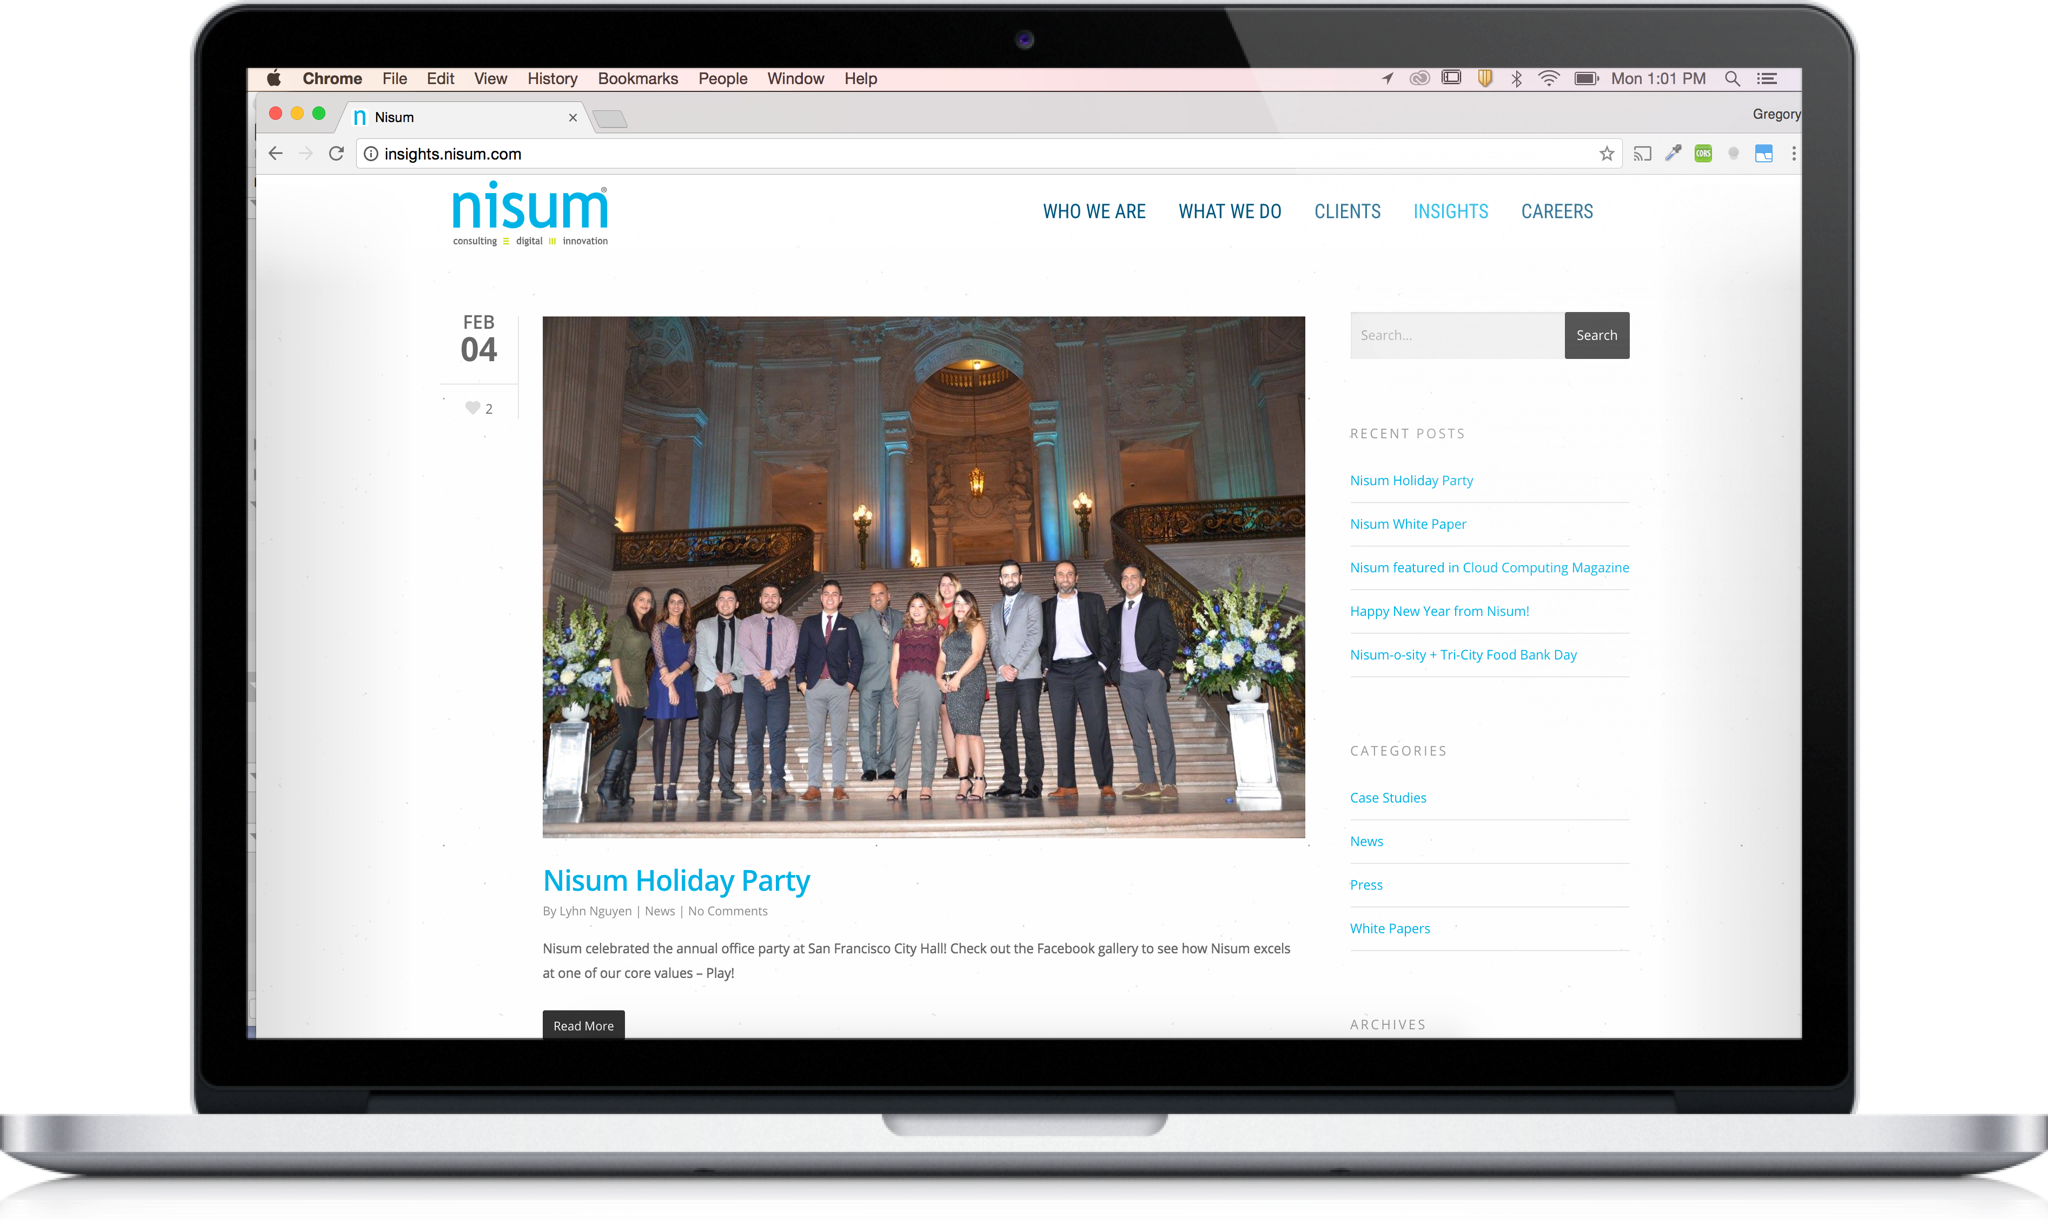 Chrome File Edit View History Bookmarks People Window Help Mon 1:01 PM
n Nisum Gregory
insights.nisum.com
CORS
nisum®
consulting digital innovation
WHO WE ARE WHAT WE DO CLIENTS INSIGHTS CAREERS
FEB
04
2
Nisum Holiday Party
By Lyhn Nguyen | News | No Comments
Nisum celebrated the annual office party at San Francisco City Hall! Check out the Facebook gallery to see how Nisum excels
at one of our core values – Play!
Read More
Search... Search
RECENT POSTS
Nisum Holiday Party
Nisum White Paper
Nisum featured in Cloud Computing Magazine
Happy New Year from Nisum!
Nisum-o-sity + Tri-City Food Bank Day
CATEGORIES
Case Studies
News
Press
White Papers
ARCHIVES